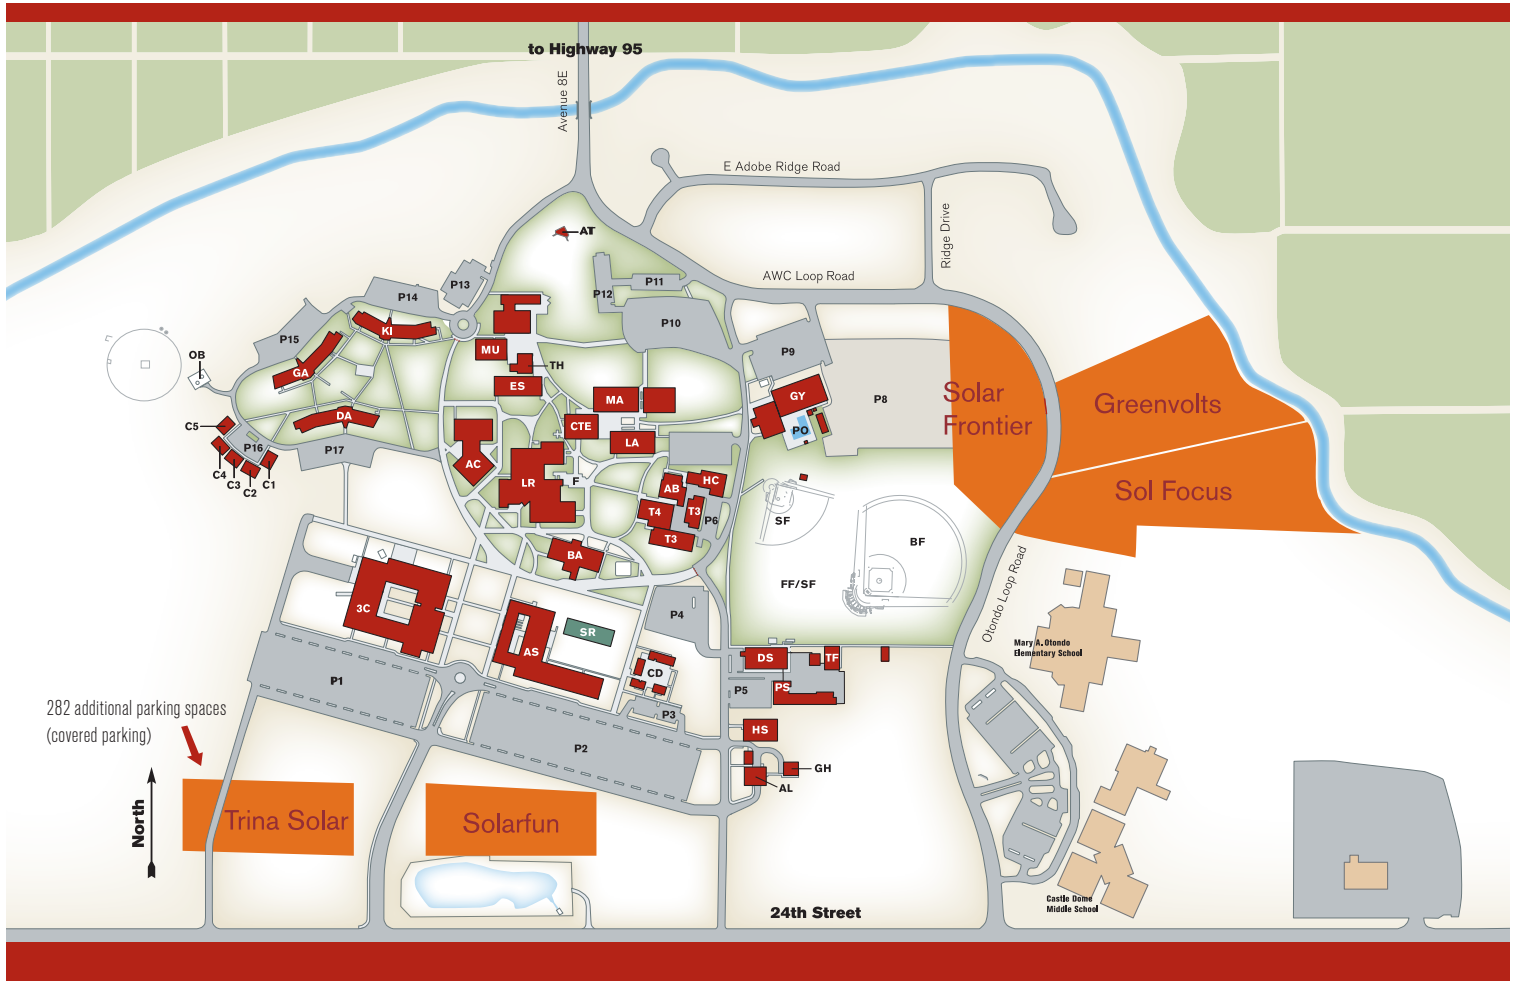 to Highway 95
Avenue 8E
E Adobe Ridge Road
Ridge Drive
AWC Loop Road
AT
P11
P12
P13
P14
P10
P15
KI
MU
TH
P9
OB
GA
ES
MA
GY
P8
Solar
Frontier
Greenvolts
DA
CTE
PO
C5
P16
P17
LA
C4
C3
C2
C1
AC
LR
F
AB
HC
Sol Focus
T4
T3
P6
SF
T3
BF
BA
FF/SF
3C
P4
SR
Otondo Loop Road
Mary A. Otondo
Elementary School
AS
DS
TF
CD
P1
P5
PS
P3
282 additional parking spaces
(covered parking)
HS
P2
GH
AL
North
Trina Solar
Solarfun
24th Street
Castle Dome
Middle School